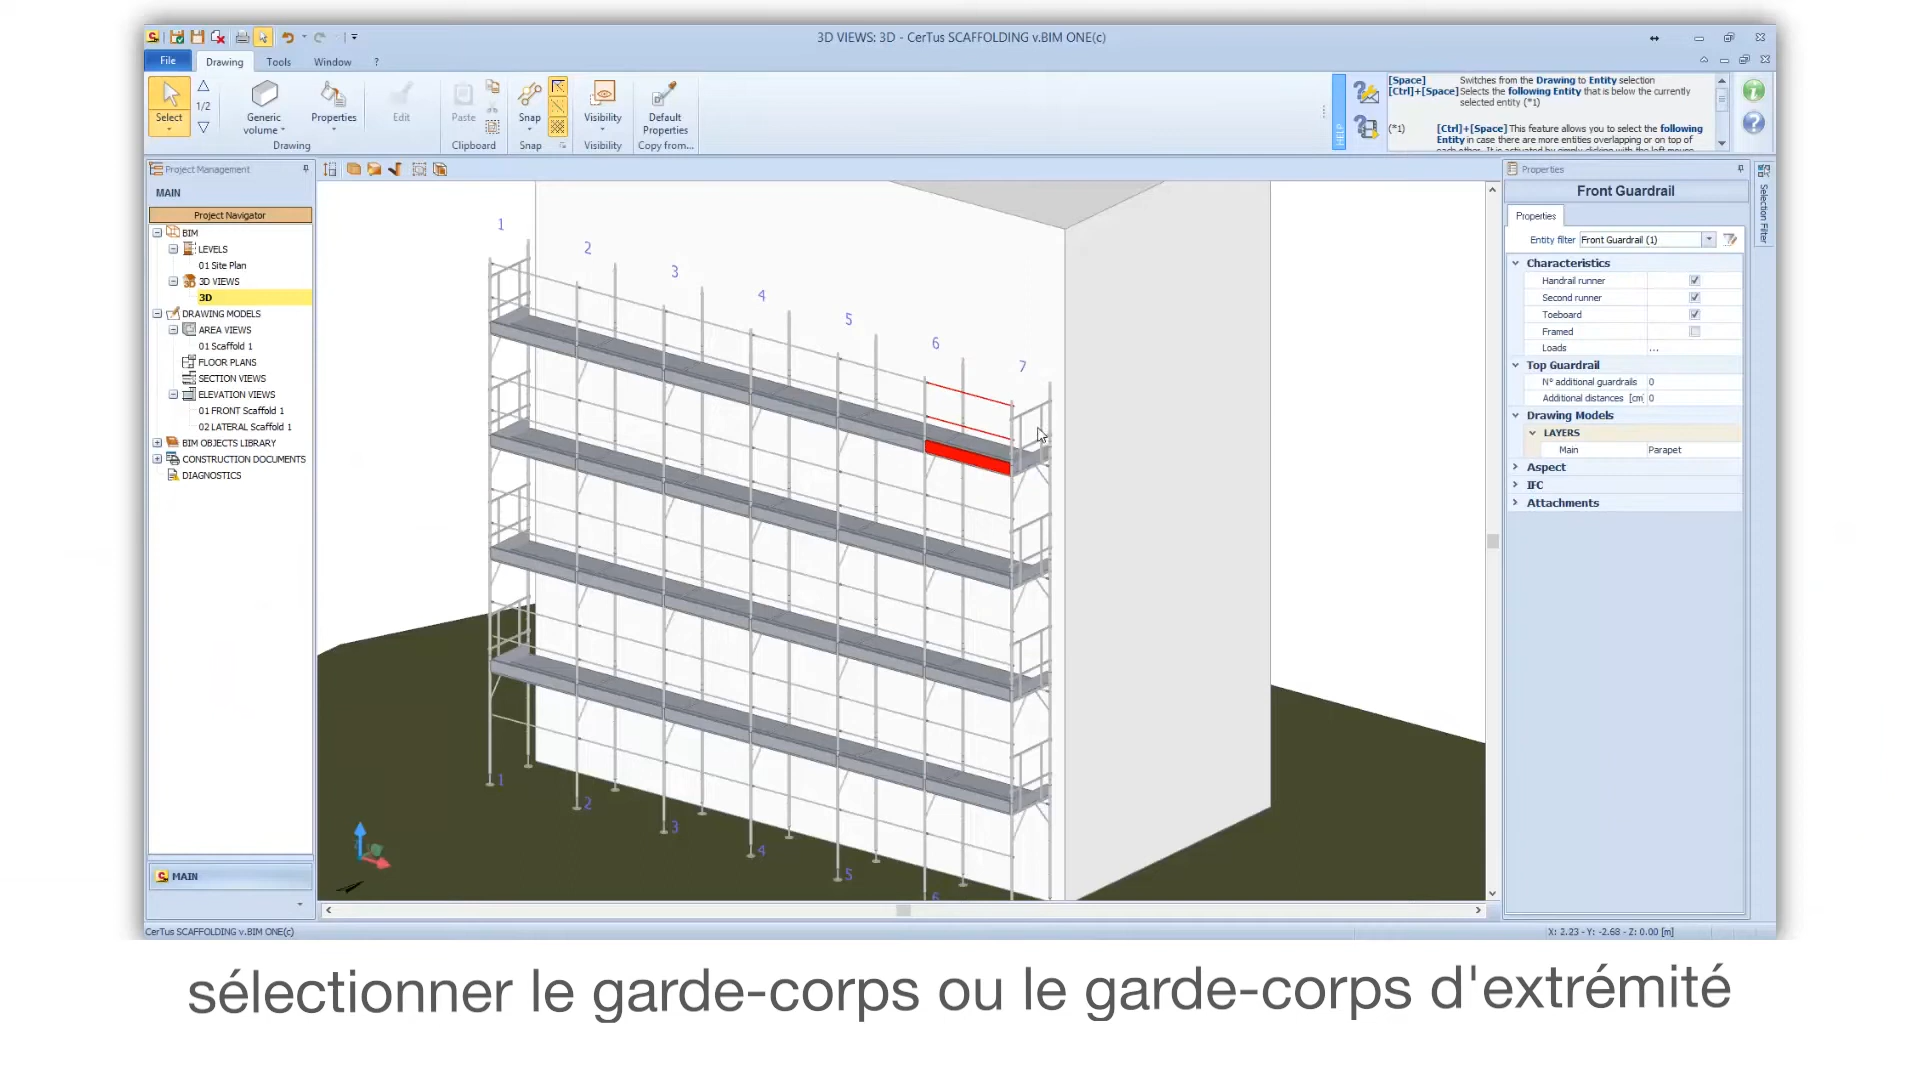 3D VIEWS: 3D - CerTus SCAFFOLDING v.BIM ONE(c)
File
Drawing
Tools
Window
?
Select
1/2
Generic
volume
Properties
Edit
Paste
Snap
Visibility
Default
Properties
Drawing
Clipboard
Snap
Visibility
Copy from...
HELP
[Space] Switches from the Drawing to Entity selection
[Ctrl]+[Space] Selects the following Entity that is below the currently
selected entity (*1)
(*1) [Ctrl]+[Space] This feature allows you to select the following
Entity in case there are more entities overlapping or on top of
Project Management
MAIN
Project Navigator
BIM
LEVELS
01 Site Plan
3D VIEWS
3D
DRAWING MODELS
AREA VIEWS
01 Scaffold 1
FLOOR PLANS
SECTION VIEWS
ELEVATION VIEWS
01 FRONT Scaffold 1
02 LATERAL Scaffold 1
BIM OBJECTS LIBRARY
CONSTRUCTION DOCUMENTS
DIAGNOSTICS
MAIN
1
2
3
4
5
6
7
1
2
3
4
5
6
Properties
Front Guardrail
Properties
Entity filter Front Guardrail (1)
Characteristics
Handrail runner
Second runner
Toeboard
Framed
Loads ...
Top Guardrail
N° additional guardrails 0
Additional distances [cm] 0
Drawing Models
LAYERS
Main Parapet
Aspect
IFC
Attachments
Selection Filter
CerTus SCAFFOLDING v.BIM ONE(c)
X: 2.23 - Y: -2.68 - Z: 0.00 [m]
sélectionner le garde-corps ou le garde-corps d'extrémité